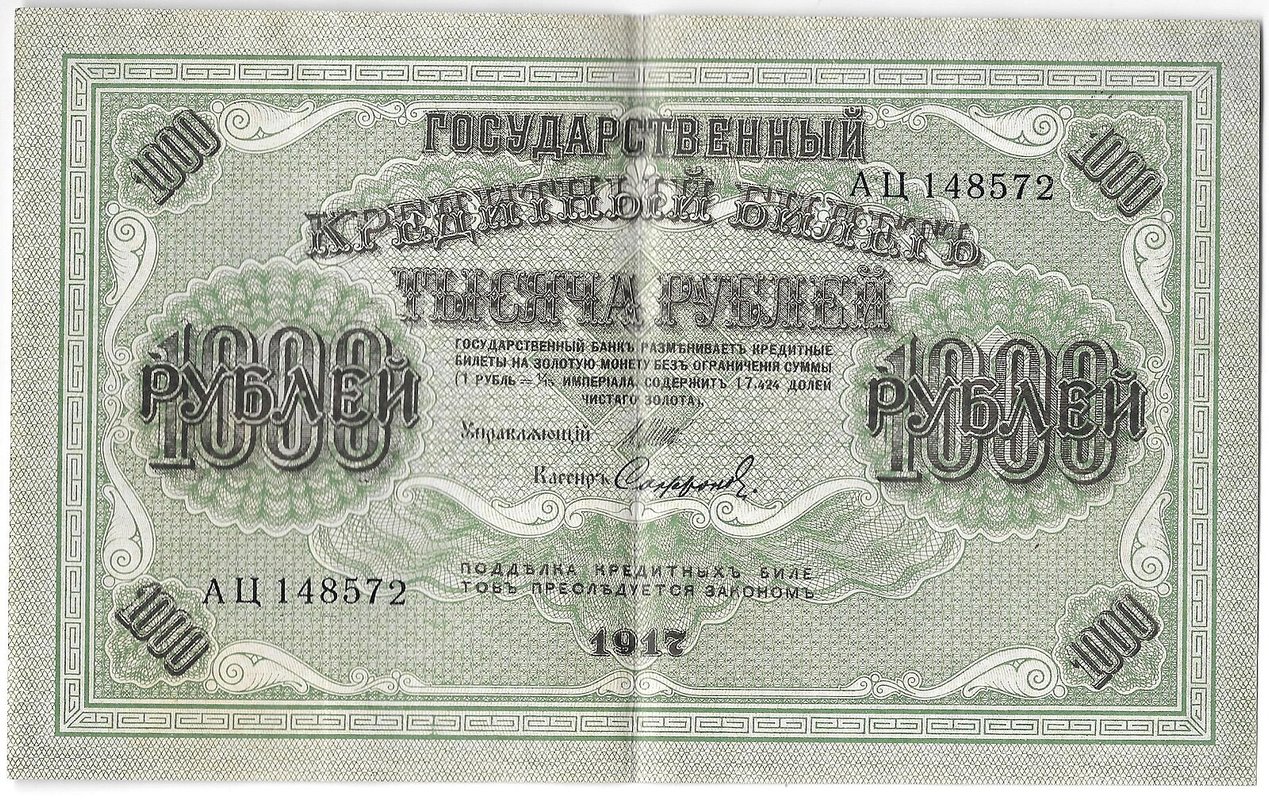 1000
1000
ГОСУДАРСТВЕННЫЙ
АЦ 148572
КРЕДИТНЫЙ БИЛЕТЪ
ТЫСЯЧА РУБЛЕЙ
ГОСУДАРСТВЕННЫЙ БАНКЪ РАЗМѢНИВАЕТЪ КРЕДИТНЫЕ
БИЛЕТЫ НА ЗОЛОТУЮ МОНЕТУ БЕЗЪ ОГРАНИЧЕНІЯ СУММЫ
(1 РУБЛЬ = 1/15 ИМПЕРІАЛА, СОДЕРЖИТЪ 17,424 ДОЛЕЙ
ЧИСТАГО ЗОЛОТА).
1000
РУБЛЕЙ
1000
РУБЛЕЙ
Управляющій
Кассиръ Сафронов.
ПОДДѢЛКА КРЕДИТНЫХЪ БИЛЕ
ТОВЪ ПРЕСЛѢДУЕТСЯ ЗАКОНОМЪ
АЦ 148572
1917
1000
1000